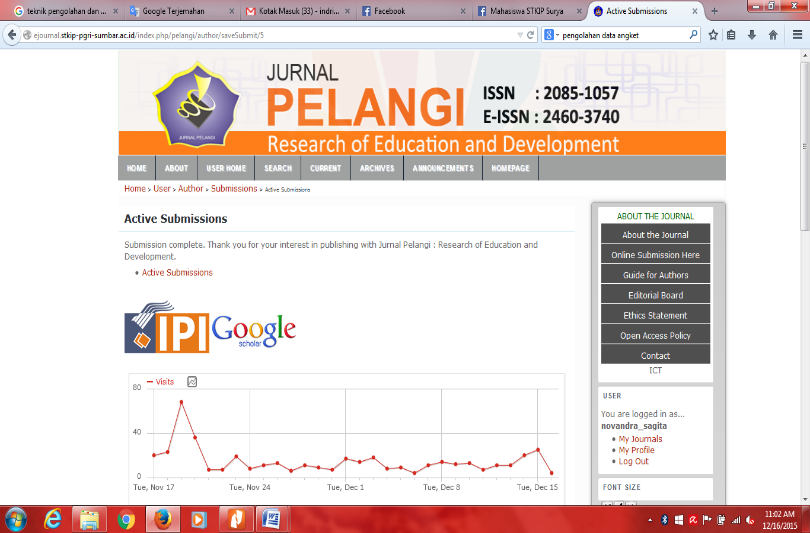 teknik pengolahan dan ...
Google Terjemahan
Kotak Masuk (33) - indri...
Facebook
Mahasiswa STKIP Surya
Active Submissions
ejournal.stkip-pgri-sumbar.ac.id/index.php/pelangi/author/saveSubmit/5
pengolahan data angket
JURNAL
PELANGI
ISSN : 2085-1057
E-ISSN : 2460-3740
JURNAL PELANGI
Research of Education and Development
HOME
ABOUT
USER HOME
SEARCH
CURRENT
ARCHIVES
ANNOUNCEMENTS
HOMEPAGE
Home > User > Author > Submissions > Active Submissions
Active Submissions
Submission complete. Thank you for your interest in publishing with Jurnal Pelangi : Research of Education and
Development.
Active Submissions
IPI
Google
scholar
Visits
80
40
0
Tue, Nov 17
Tue, Nov 24
Tue, Dec 1
Tue, Dec 8
Tue, Dec 15
ABOUT THE JOURNAL
About the Journal
Online Submission Here
Guide for Authors
Editorial Board
Ethics Statement
Open Access Policy
Contact
ICT
USER
You are logged in as...
novandra_sagita
My Journals
My Profile
Log Out
FONT SIZE
11:02 AM
12/16/2015